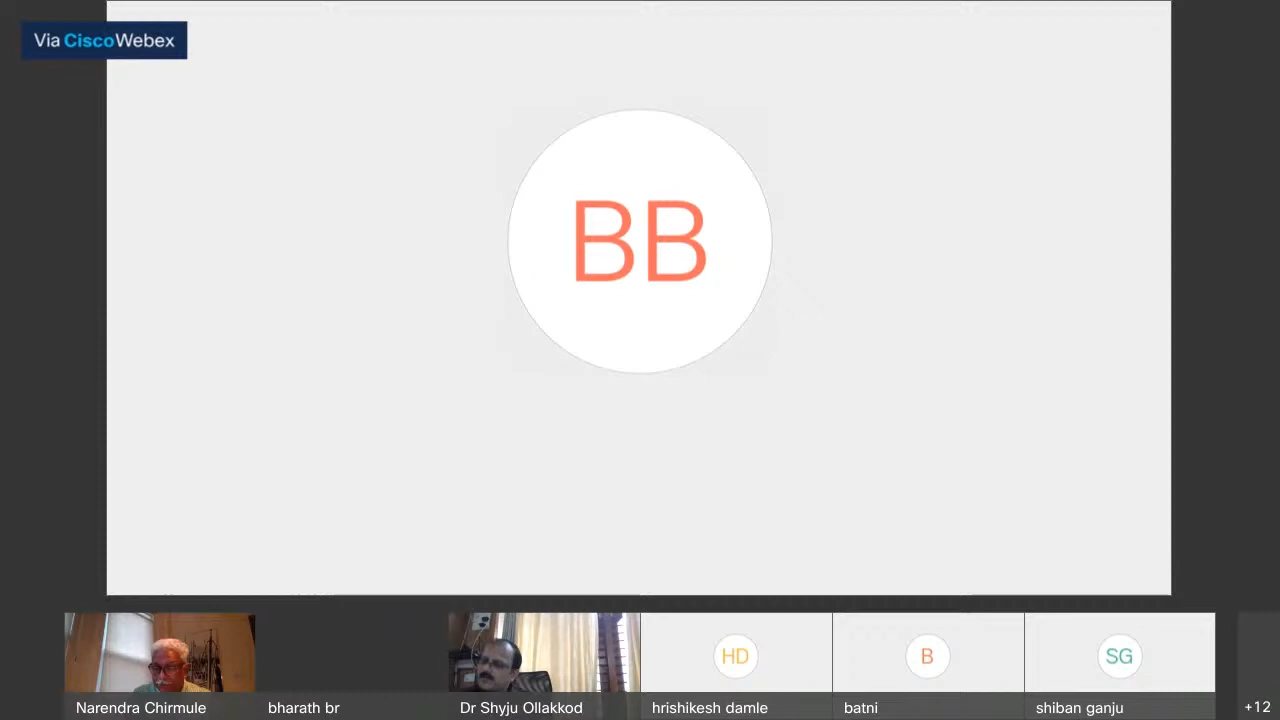 Via CiscoWebex
BB
HD
B
SG
Narendra Chirmule
bharath br
Dr Shyju Ollakkod
hrishikesh damle
batni
shiban ganju
+12